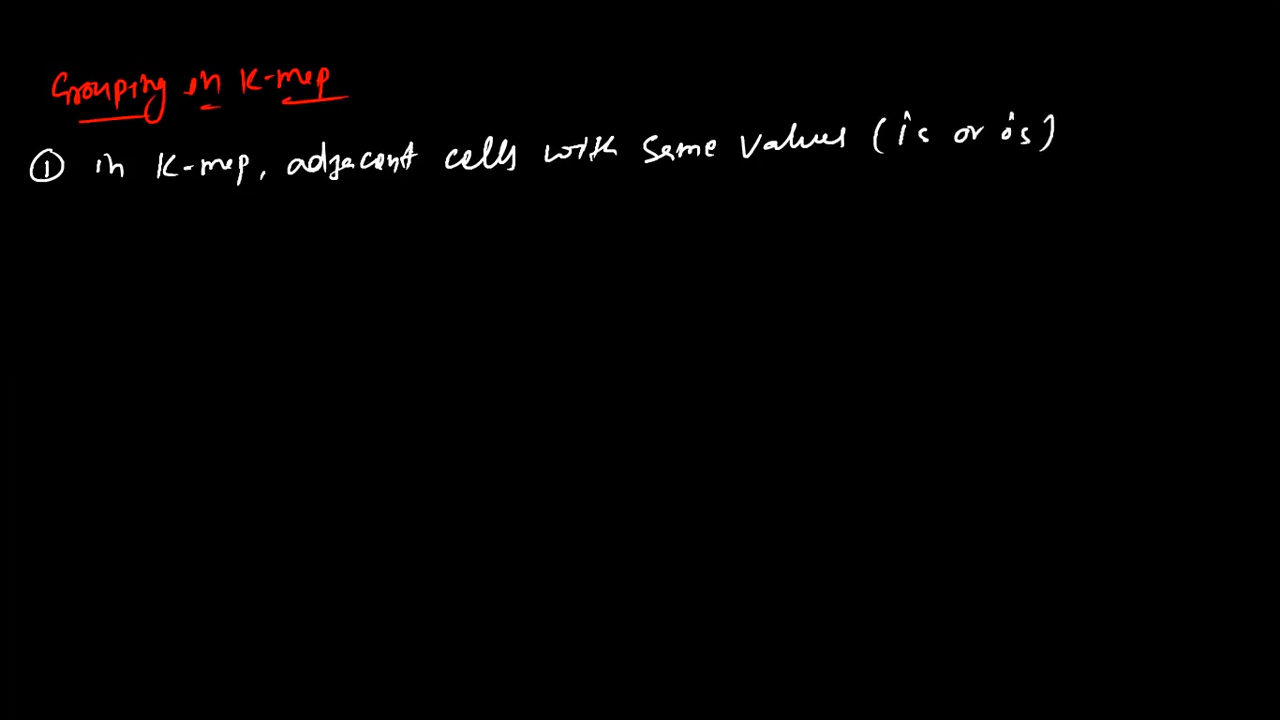 Grouping in K-map
① in K-map, adjacent cells with same values (1's or 0's)